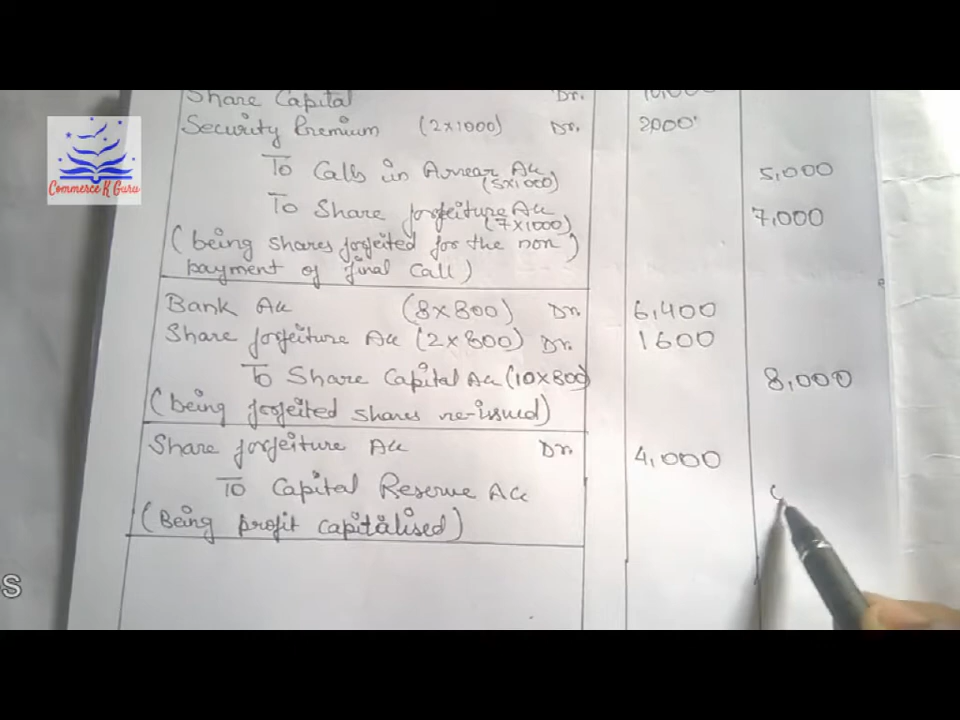 Share Capital Dr.
Security Premium (2x1000) Dr. 2000
To Calls in Arrear A/c 5,000
(5x1000)
To Share forfeiture A/c 7,000
(7x1000)
(being shares forfeited for the non)
payment of final call)
Bank A/c (8x800) Dr. 6,400
Share forfeiture A/c (2x800) Dr. 1600
To Share Capital A/c (10x800) 8,000
(being forfeited shares re-issued)
Share forfeiture A/c Dr. 4,000
To Capital Reserve A/c
(Being profit capitalised)
Commerce K Guru
S